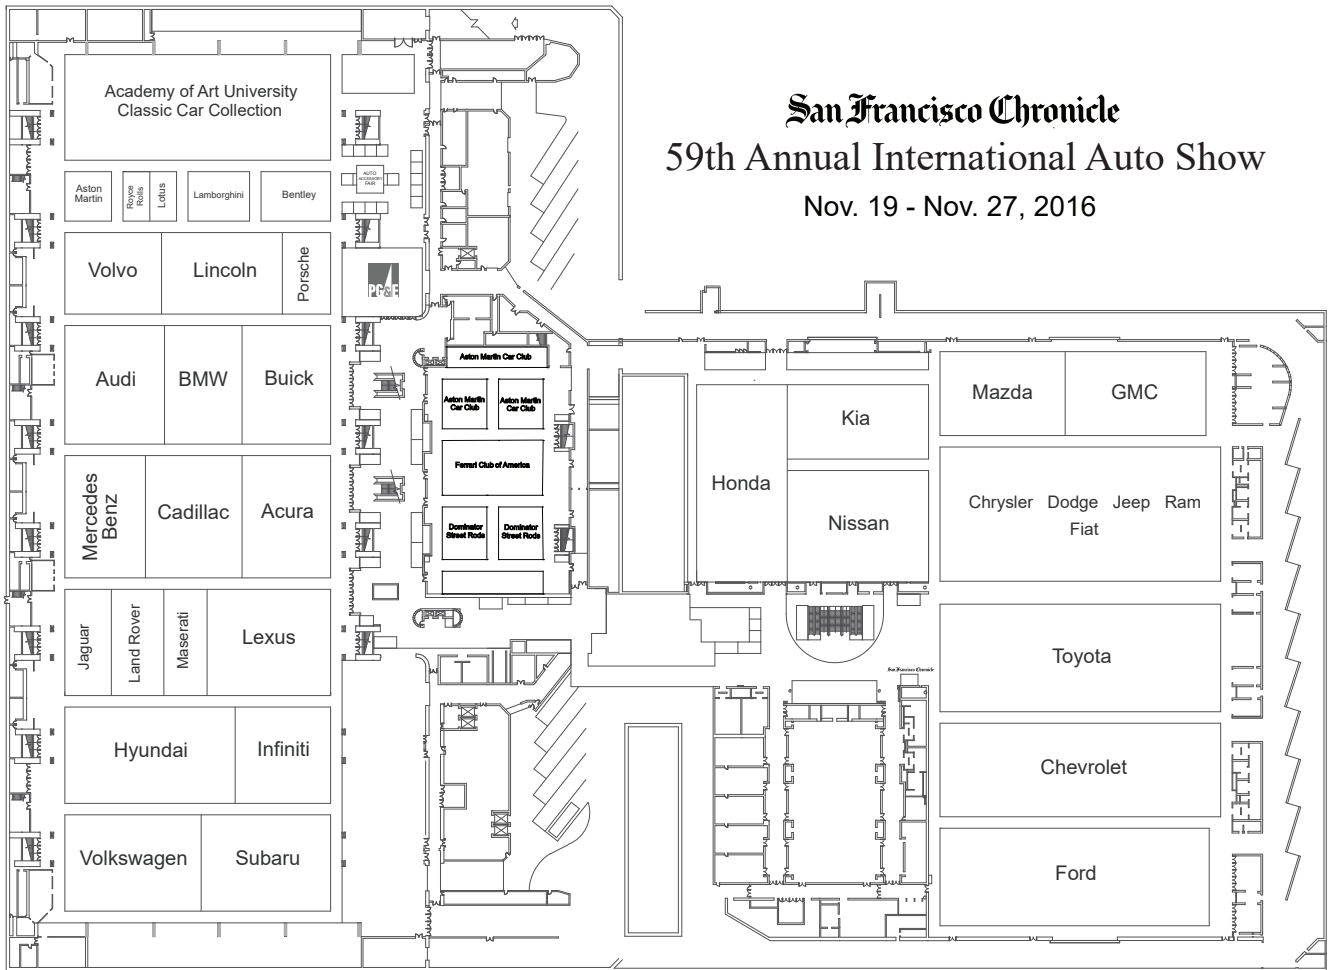 San Francisco Chronicle
59th Annual International Auto Show
Nov. 19 - Nov. 27, 2016
Academy of Art University
Classic Car Collection
Aston
Martin
Royce
Rolls
Lotus
Lamborghini
Bentley
AUTO
ACCESSORY
FAIR
Volvo
Lincoln
Porsche
PG&E
Audi
BMW
Buick
Mercedes
Benz
Cadillac
Acura
Jaguar
Land Rover
Maserati
Lexus
Hyundai
Infiniti
Volkswagen
Subaru
Aston Martin Car Club
Aston Martin
Car Club
Aston Martin
Car Club
Ferrari Club of America
Dominator
Street Rods
Dominator
Street Rods
Honda
Kia
Nissan
Mazda
GMC
Chrysler Dodge Jeep Ram
Fiat
Toyota
San Francisco Chronicle
Chevrolet
Ford